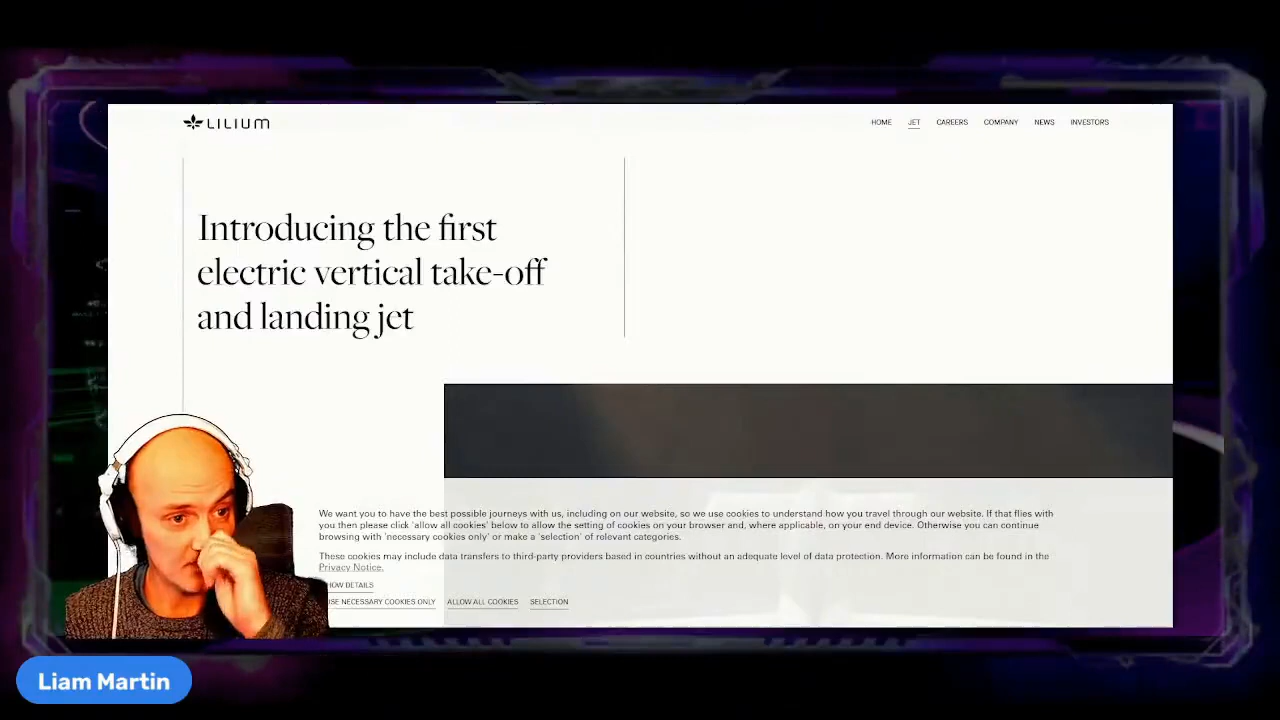 LILIUM
HOME JET CAREERS COMPANY NEWS INVESTORS
Introducing the first
electric vertical take-off
and landing jet
We want you to have the best possible journeys with us, including on our website, so we use cookies to understand how you travel through our website. If that flies with
you then please click 'allow all cookies' below to allow the setting of cookies on your browser and, where applicable, on your end device. Otherwise you can continue
browsing with 'necessary cookies only' or make a 'selection' of relevant categories.
These cookies may include data transfers to third-party providers based in countries without an adequate level of data protection. More information can be found in the
Privacy Notice.
DETAILS
NECESSARY COOKIES ONLY ALLOW ALL COOKIES SELECTION
Liam Martin